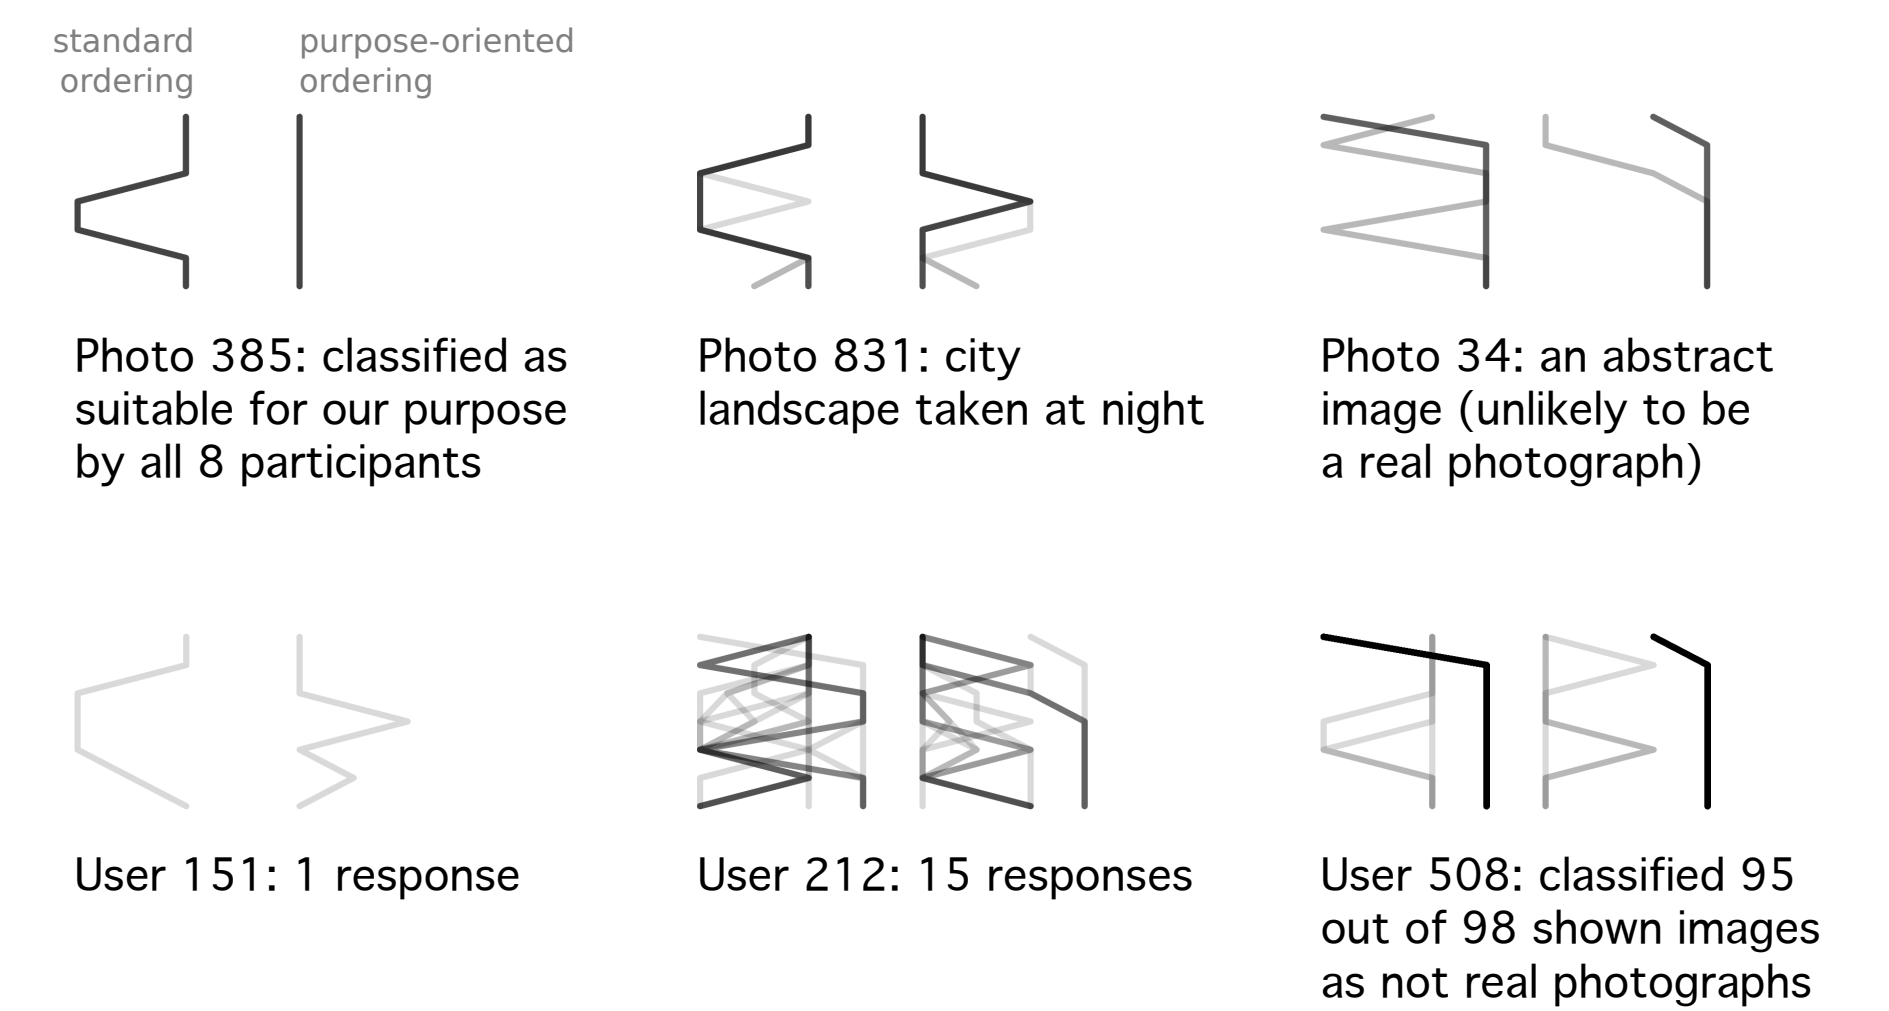 standard
ordering
purpose-oriented
ordering
Photo 385: classified as
suitable for our purpose
by all 8 participants
Photo 831: city
landscape taken at night
Photo 34: an abstract
image (unlikely to be
a real photograph)
User 151: 1 response
User 212: 15 responses
User 508: classified 95
out of 98 shown images
as not real photographs